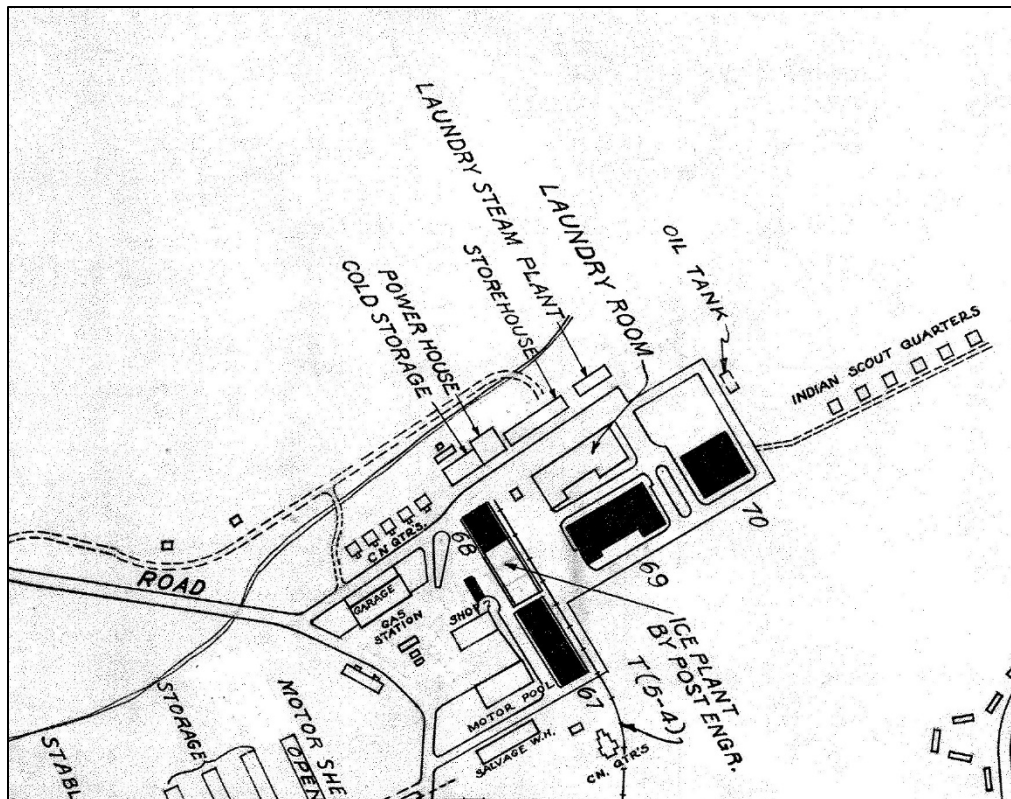 LAUNDRY STEAM PLANT
LAUNDRY ROOM
OIL TANK
STOREHOUSE
POWER HOUSE
COLD STORAGE
INDIAN SCOUT QUARTERS
70
69
68
CN. QTRS.
ROAD
GARAGE
GAS
STATION
SHOP
ICE PLANT
BY POST ENGR.
T(5-4)
67
MOTOR POOL
SALVAGE W.H.
CN. QTR'S
STORAGE
MOTOR SHE
OPEN
STABL